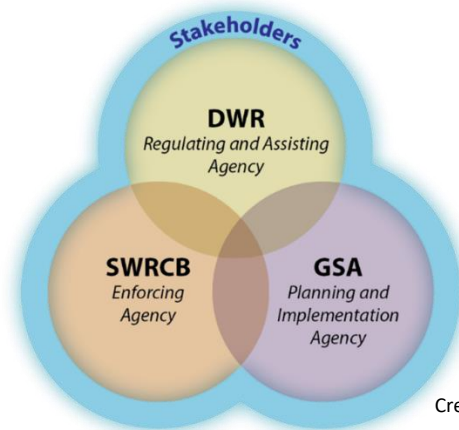 Stakeholders
DWR
Regulating and Assisting
Agency
SWRCB
Enforcing
Agency
GSA
Planning and
Implementation
Agency
Cre